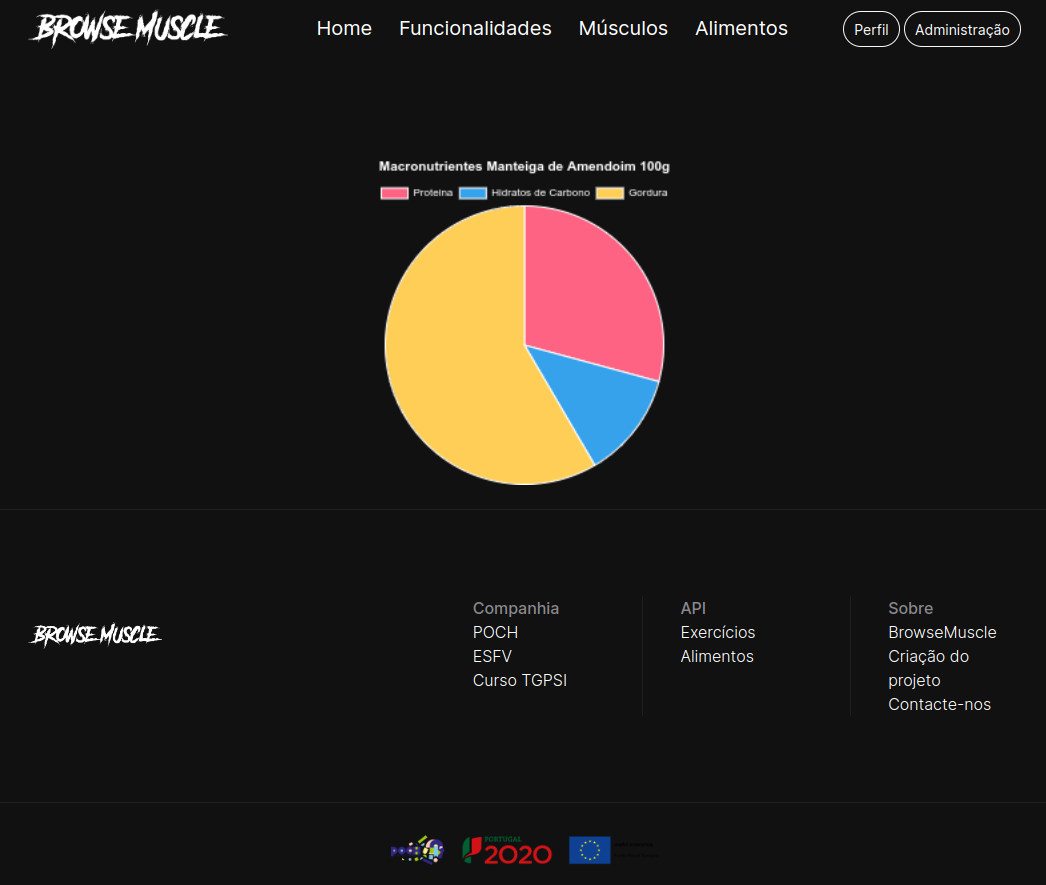 BROWSE MUSCLE
Home Funcionalidades Músculos Alimentos
Perfil Administração
Macronutrientes Manteiga de Amendoim 100g
Proteina Hidratos de Carbono Gordura
BROWSE MUSCLE
Companhia
POCH
ESFV
Curso TGPSI
API
Exercícios
Alimentos
Sobre
BrowseMuscle
Criação do
projeto
Contacte-nos
PORTUGAL
2020